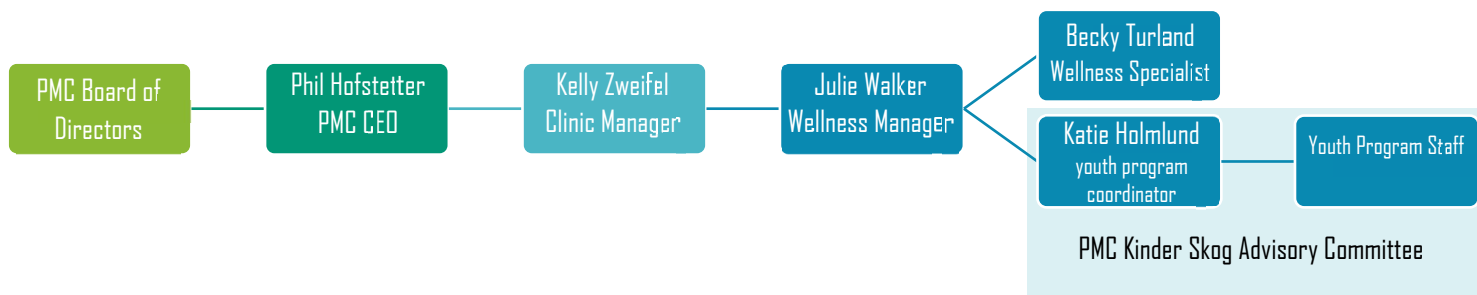 PMC Board of
Directors
Phil Hofstetter
PMC CEO
Kelly Zweifel
Clinic Manager
Julie Walker
Wellness Manager
Becky Turland
Wellness Specialist
Katie Holmlund
youth program
coordinator
Youth Program Staff
PMC Kinder Skog Advisory Committee